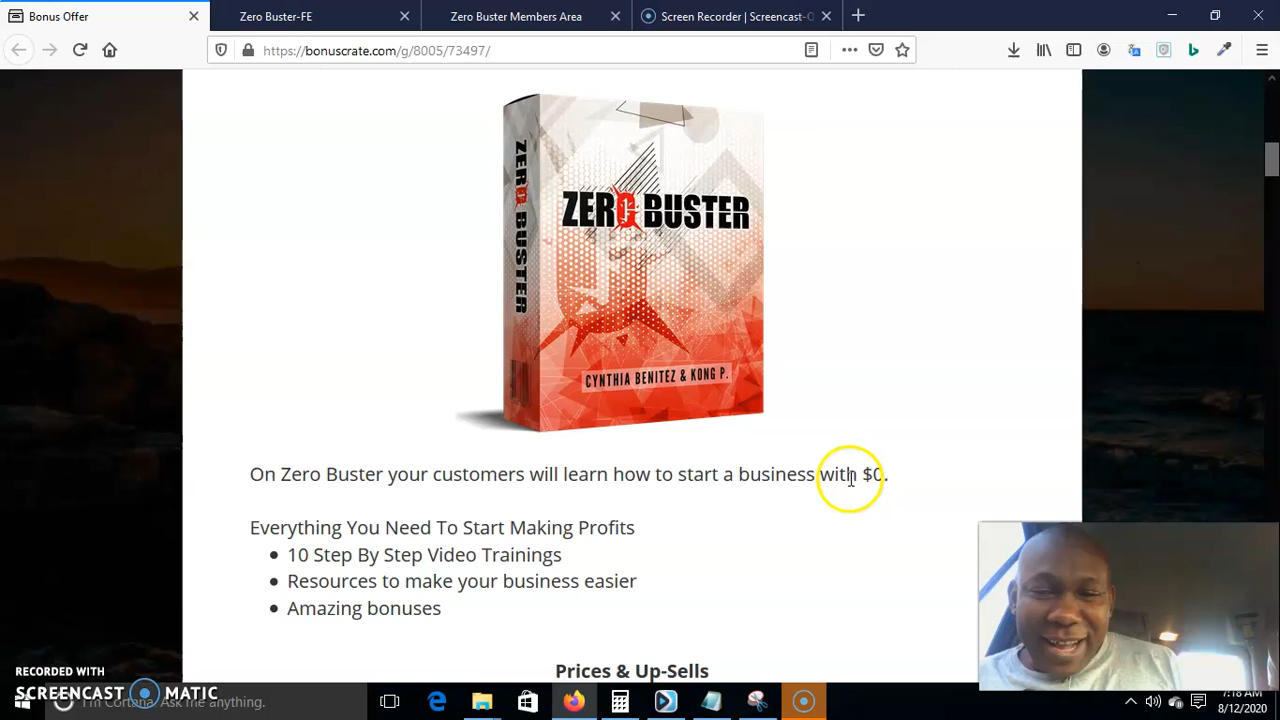 Bonus Offer
Zero Buster-FE
Zero Buster Members Area
Screen Recorder | Screencast-O
https://bonuscrate.com/g/8005/73497/
ZERO BUSTER
ZERO BUSTER
CYNTHIA BENITEZ & KONG P.
On Zero Buster your customers will learn how to start a business with $0.
Everything You Need To Start Making Profits
10 Step By Step Video Trainings
Resources to make your business easier
Amazing bonuses
Prices & Up-Sells
RECORDED WITH
SCREENCAST MATIC
I'm Cortana. Ask me anything.
7:18 AM
8/12/2020